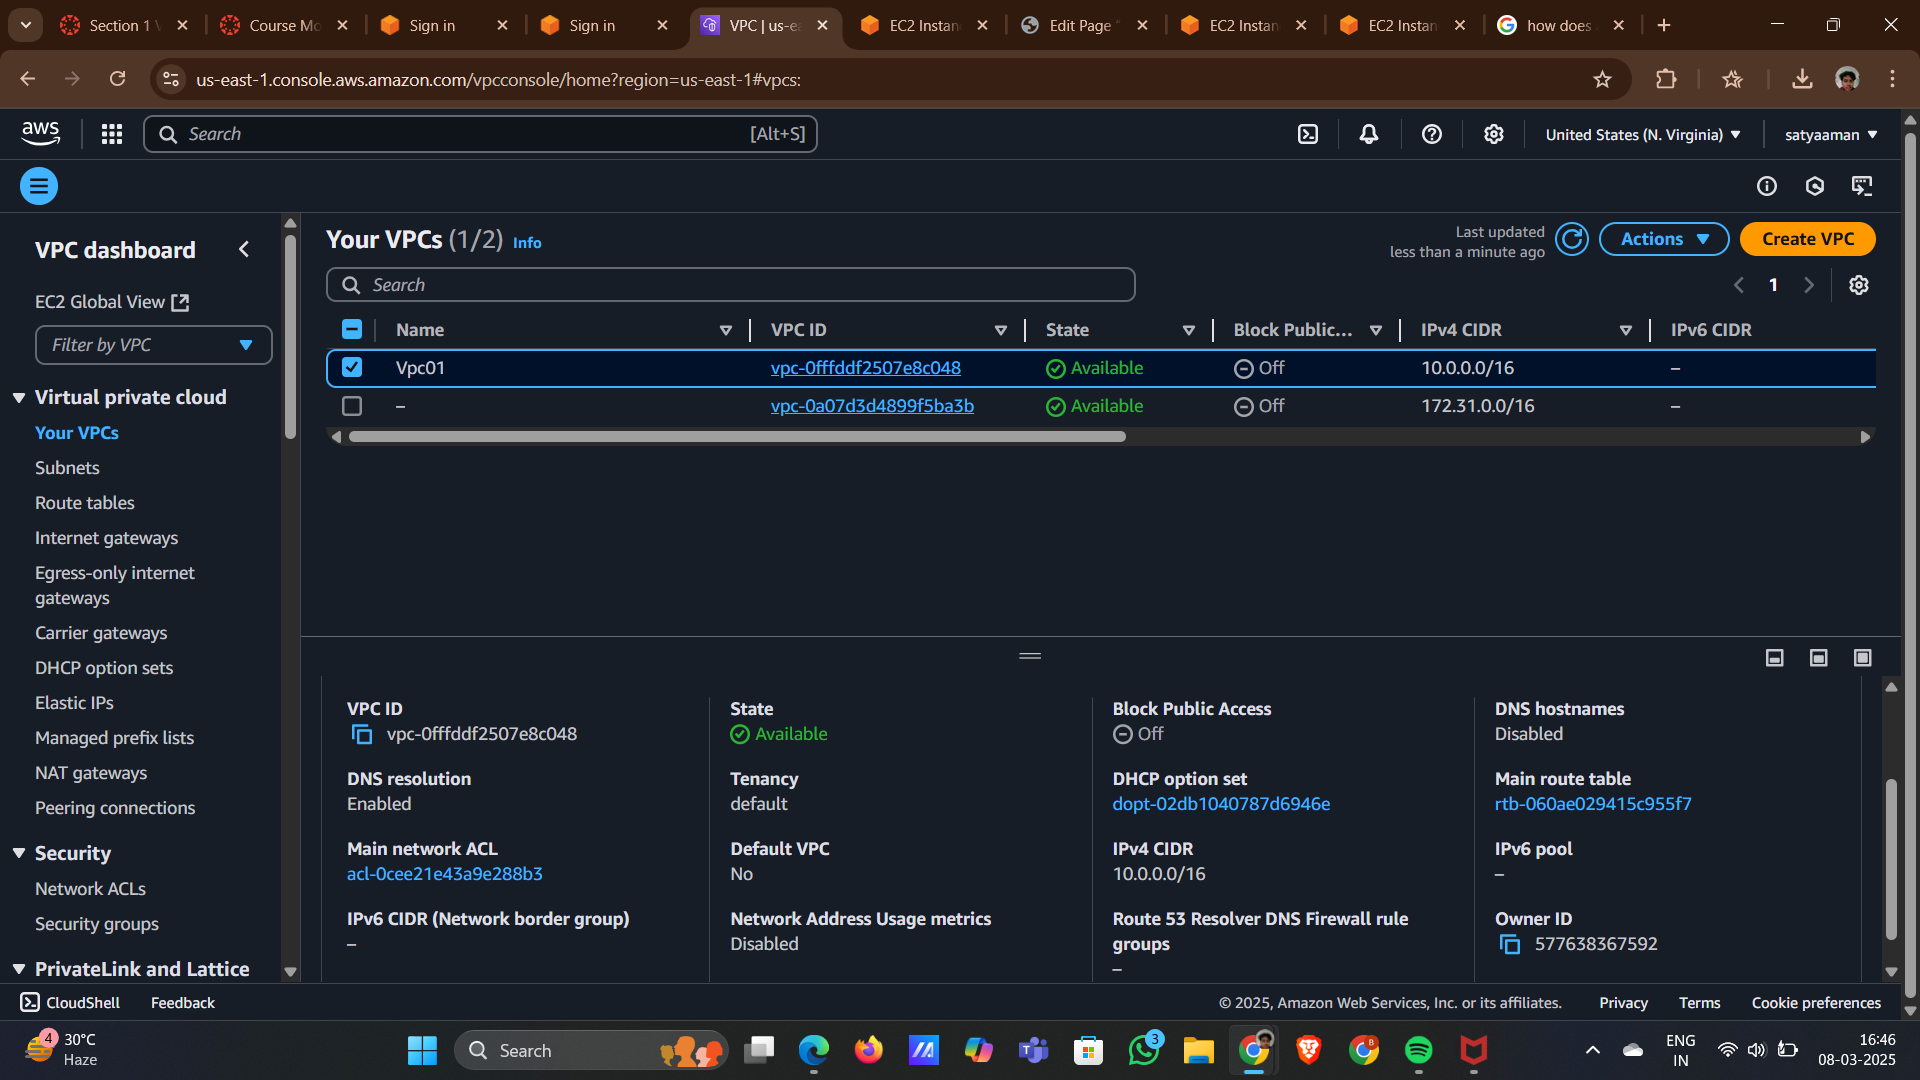 Section 1
Course Mo
Sign in
Sign in
VPC | us-ea
EC2 Instan
Edit Page "
EC2 Instan
EC2 Instan
how does
us-east-1.console.aws.amazon.com/vpcconsole/home?region=us-east-1#vpcs:
aws
Search
[Alt+S]
United States (N. Virginia)
satyaaman
VPC dashboard
EC2 Global View
Filter by VPC
Virtual private cloud
Your VPCs
Subnets
Route tables
Internet gateways
Egress-only internet
gateways
Carrier gateways
DHCP option sets
Elastic IPs
Managed prefix lists
NAT gateways
Peering connections
Security
Network ACLs
Security groups
PrivateLink and Lattice
Your VPCs (1/2) Info
Last updated
less than a minute ago
Actions
Create VPC
Search
1
Name VPC ID State Block Public... IPv4 CIDR IPv6 CIDR
Vpc01 vpc-0fffddf2507e8c048 Available Off 10.0.0.0/16 –
– vpc-0a07d3d4899f5ba3b Available Off 172.31.0.0/16 –
VPC ID
vpc-0fffddf2507e8c048
State
Available
Block Public Access
Off
DNS hostnames
Disabled
DNS resolution
Enabled
Tenancy
default
DHCP option set
dopt-02db1040787d6946e
Main route table
rtb-060ae029415c955f7
Main network ACL
acl-0cee21e43a9e288b3
Default VPC
No
IPv4 CIDR
10.0.0.0/16
IPv6 pool
–
IPv6 CIDR (Network border group)
–
Network Address Usage metrics
Disabled
Route 53 Resolver DNS Firewall rule
groups
–
Owner ID
577638367592
CloudShell
Feedback
© 2025, Amazon Web Services, Inc. or its affiliates.
Privacy
Terms
Cookie preferences
4
30°C
Haze
Search
3
B
ENG
IN
16:46
08-03-2025